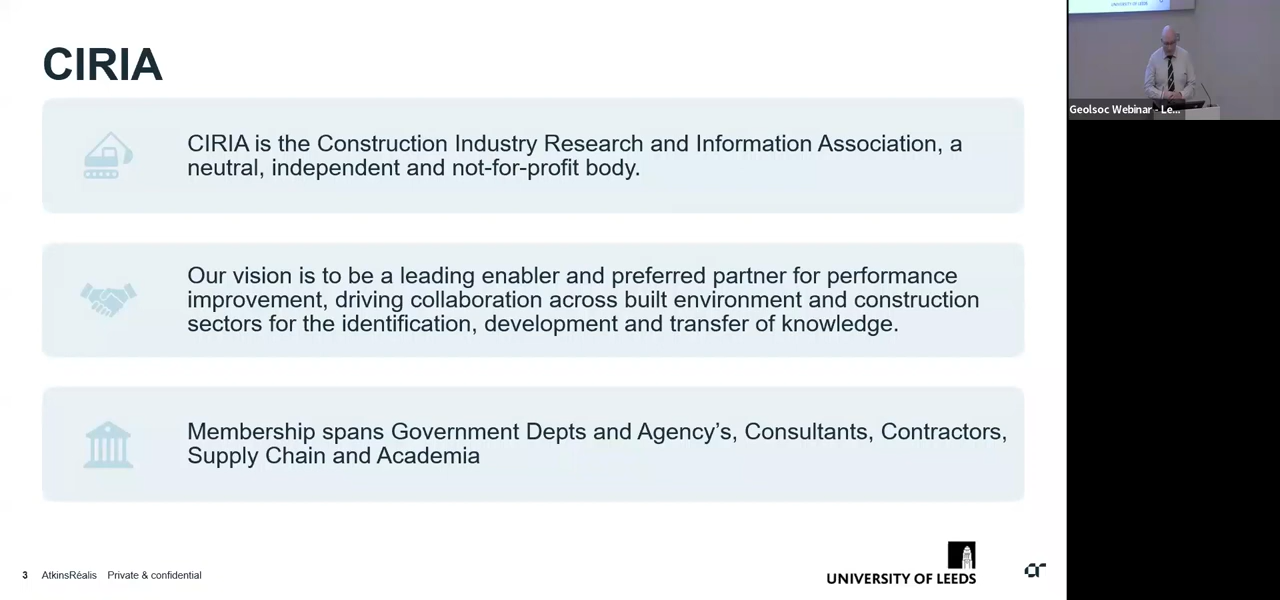 CIRIA
CIRIA is the Construction Industry Research and Information Association, a
neutral, independent and not-for-profit body.
Our vision is to be a leading enabler and preferred partner for performance
improvement, driving collaboration across built environment and construction
sectors for the identification, development and transfer of knowledge.
Membership spans Government Depts and Agency’s, Consultants, Contractors,
Supply Chain and Academia
3 AtkinsRéalis Private & confidential
UNIVERSITY OF LEEDS
UNIVERSITY OF LEEDS
Geolsoc Webinar - Le...